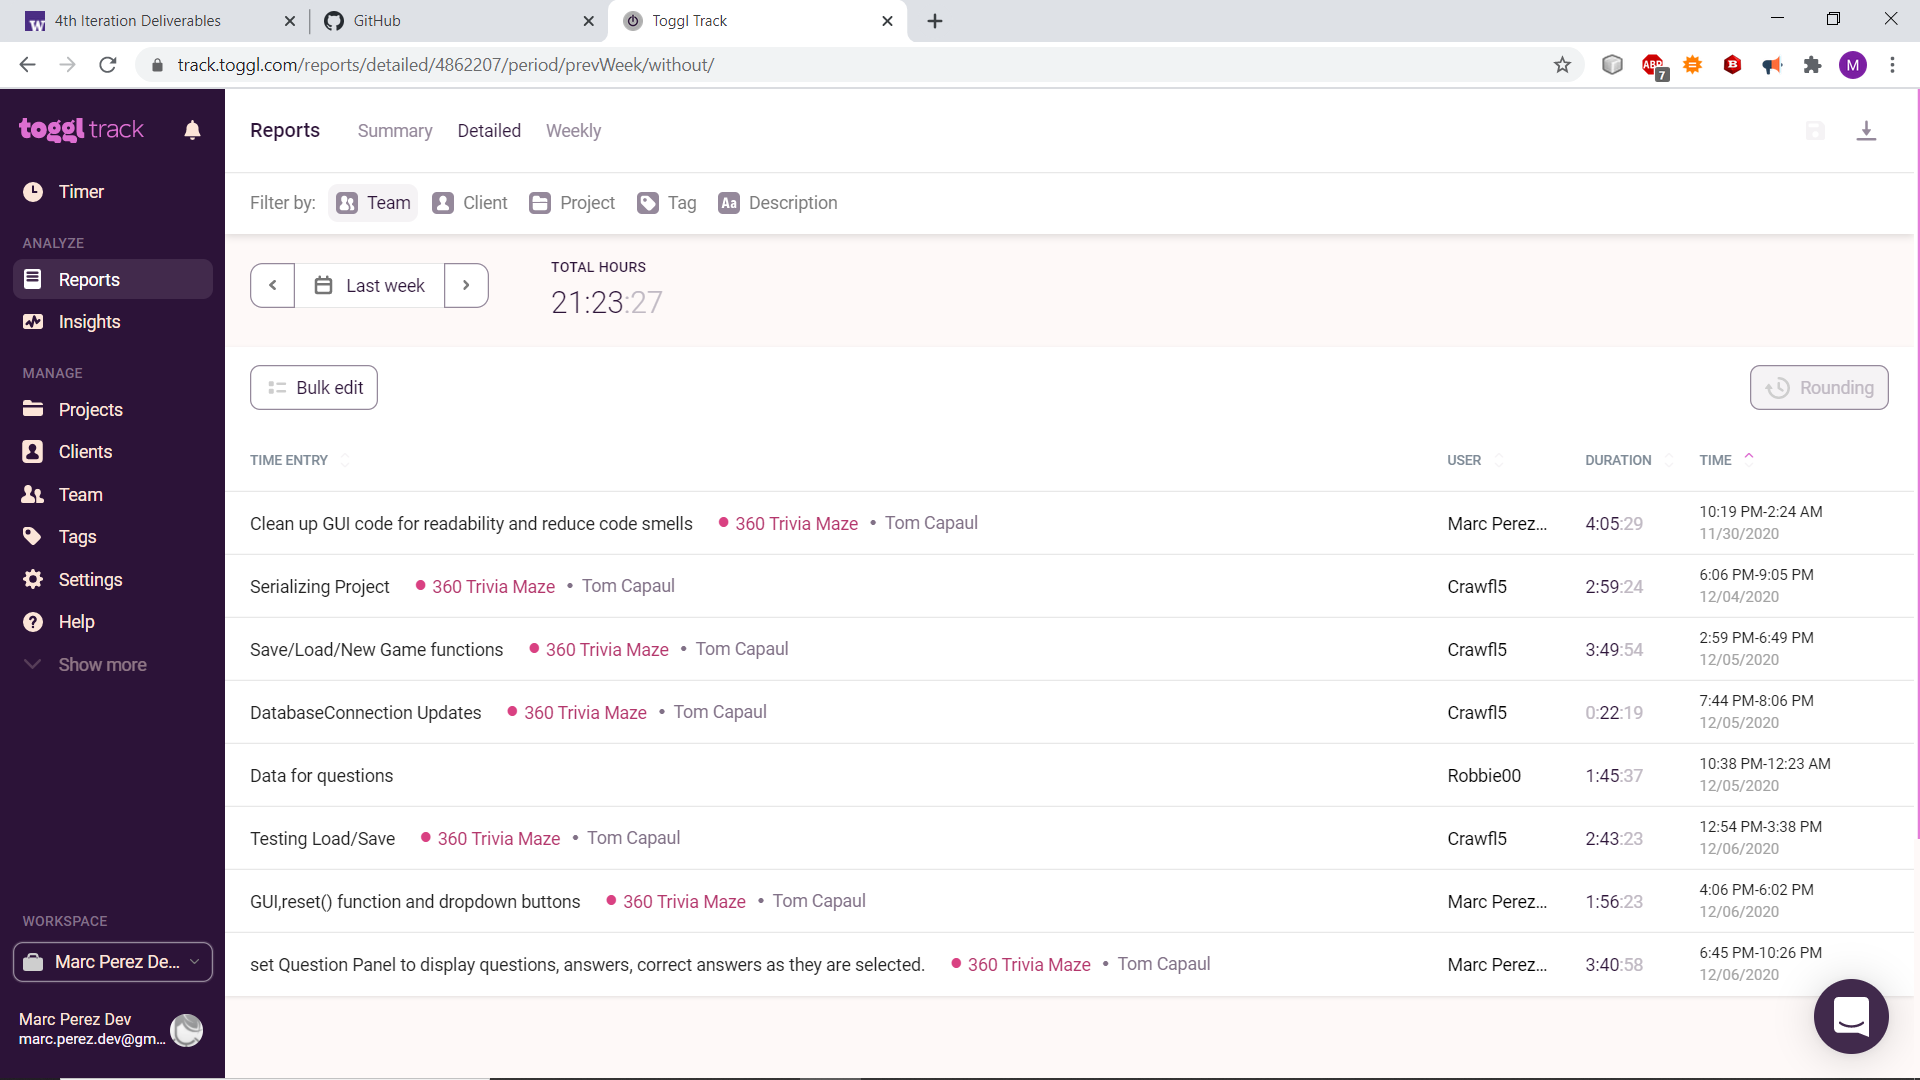 4th Iteration Deliverables
GitHub
Toggl Track
track.toggl.com/reports/detailed/4862207/period/prevWeek/without/
ABP
7
B
M
toggl track
Timer
ANALYZE
Reports
Insights
MANAGE
Projects
Clients
Team
Tags
Settings
Help
Show more
WORKSPACE
Marc Perez De...
Marc Perez Dev
marc.perez.dev@gm...
Reports Summary Detailed Weekly
Filter by: Team Client Project Tag Aa Description
Last week
TOTAL HOURS
21:23:27
Bulk edit
Rounding
TIME ENTRY USER DURATION TIME
Clean up GUI code for readability and reduce code smells 360 Trivia Maze • Tom Capaul Marc Perez... 4:05:29 10:19 PM-2:24 AM
11/30/2020
Serializing Project 360 Trivia Maze • Tom Capaul Crawfl5 2:59:24 6:06 PM-9:05 PM
12/04/2020
Save/Load/New Game functions 360 Trivia Maze • Tom Capaul Crawfl5 3:49:54 2:59 PM-6:49 PM
12/05/2020
DatabaseConnection Updates 360 Trivia Maze • Tom Capaul Crawfl5 0:22:19 7:44 PM-8:06 PM
12/05/2020
Data for questions Robbie00 1:45:37 10:38 PM-12:23 AM
12/05/2020
Testing Load/Save 360 Trivia Maze • Tom Capaul Crawfl5 2:43:23 12:54 PM-3:38 PM
12/06/2020
GUI,reset() function and dropdown buttons 360 Trivia Maze • Tom Capaul Marc Perez... 1:56:23 4:06 PM-6:02 PM
12/06/2020
set Question Panel to display questions, answers, correct answers as they are selected. 360 Trivia Maze • Tom Capaul Marc Perez... 3:40:58 6:45 PM-10:26 PM
12/06/2020